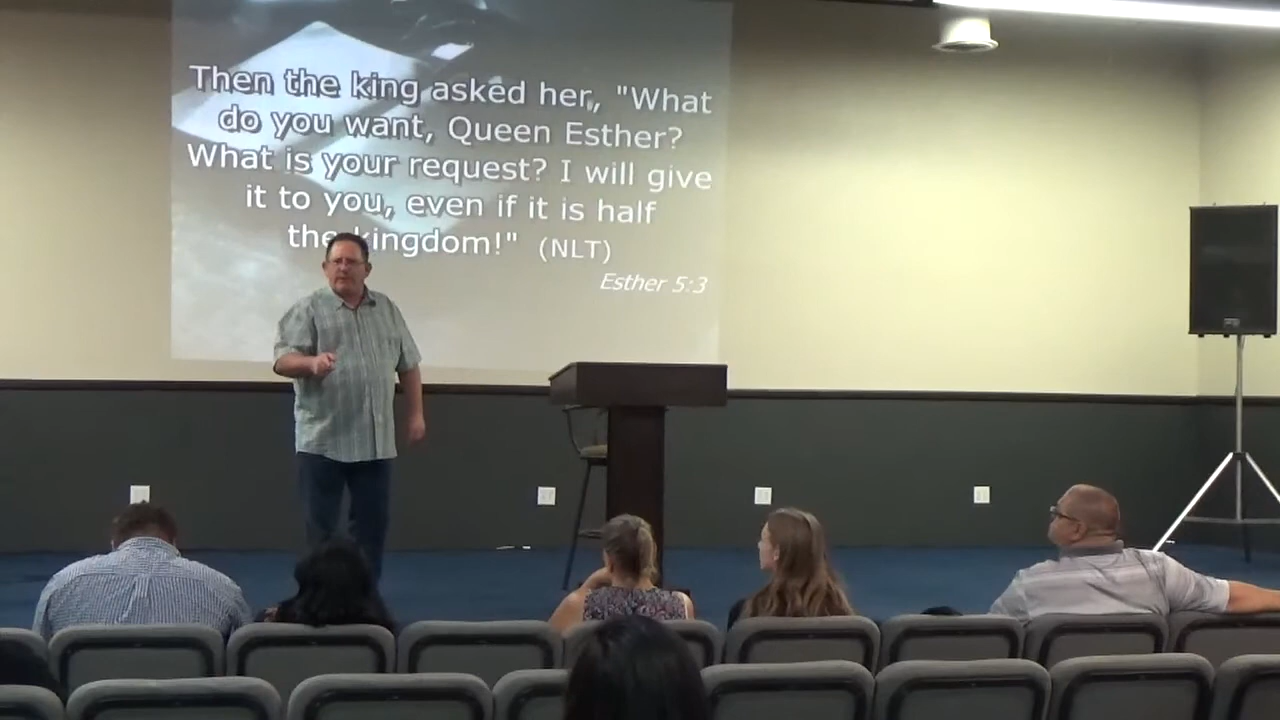 Then the king asked her, "What
do you want, Queen Esther?
What is your request? I will give
it to you, even if it is half
the kingdom!" (NLT)
Esther 5:3